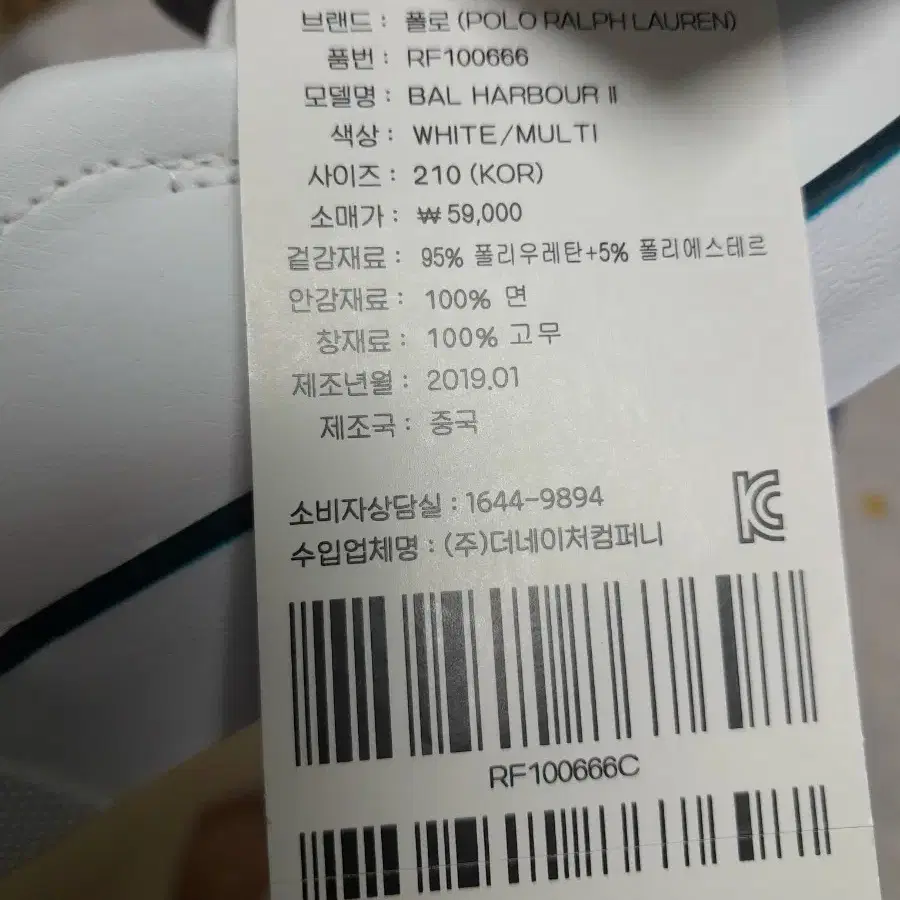 브랜드 : 폴로 (POLO RALPH LAUREN)
품번 : RF100666
모델명 : BAL HARBOUR II
색상 : WHITE/MULTI
사이즈 : 210 (KOR)
소매가 : ₩ 59,000
겉감재료 : 95% 폴리우레탄+5% 폴리에스테르
안감재료 : 100% 면
창재료 : 100% 고무
제조년월 : 2019.01
제조국 : 중국
소비자상담실 : 1644-9894
수입업체명 : (주)더네이쳐컴퍼니
KC
RF100666C